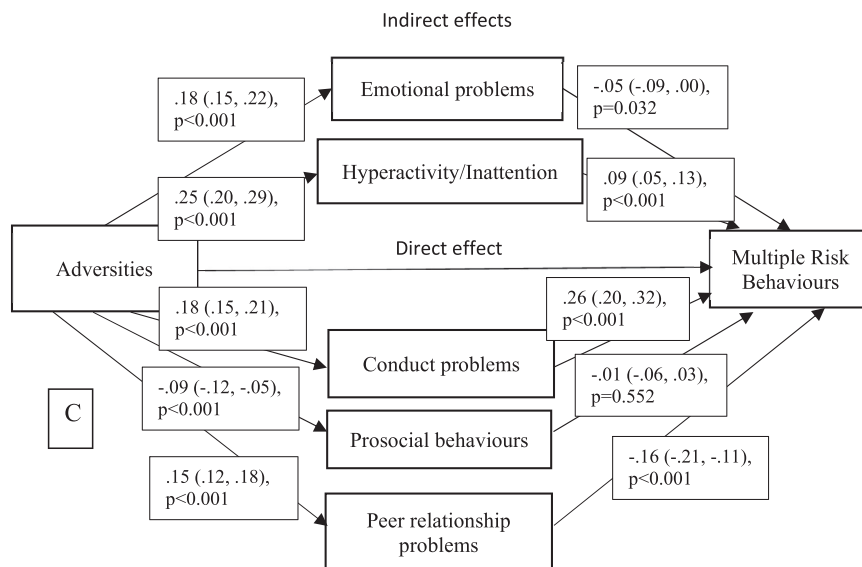 Indirect effects
.18 (.15, .22),
p<0.001
Emotional problems
-.05 (-.09, .00),
p=0.032
.25 (.20, .29),
p<0.001
Hyperactivity/Inattention
.09 (.05, .13),
p<0.001
Adversities
Direct effect
Multiple Risk
Behaviours
.18 (.15, .21),
p<0.001
Conduct problems
.26 (.20, .32),
p<0.001
-.09 (-.12, -.05),
p<0.001
Prosocial behaviours
-.01 (-.06, .03),
p=0.552
C
.15 (.12, .18),
p<0.001
Peer relationship
problems
-.16 (-.21, -.11),
p<0.001